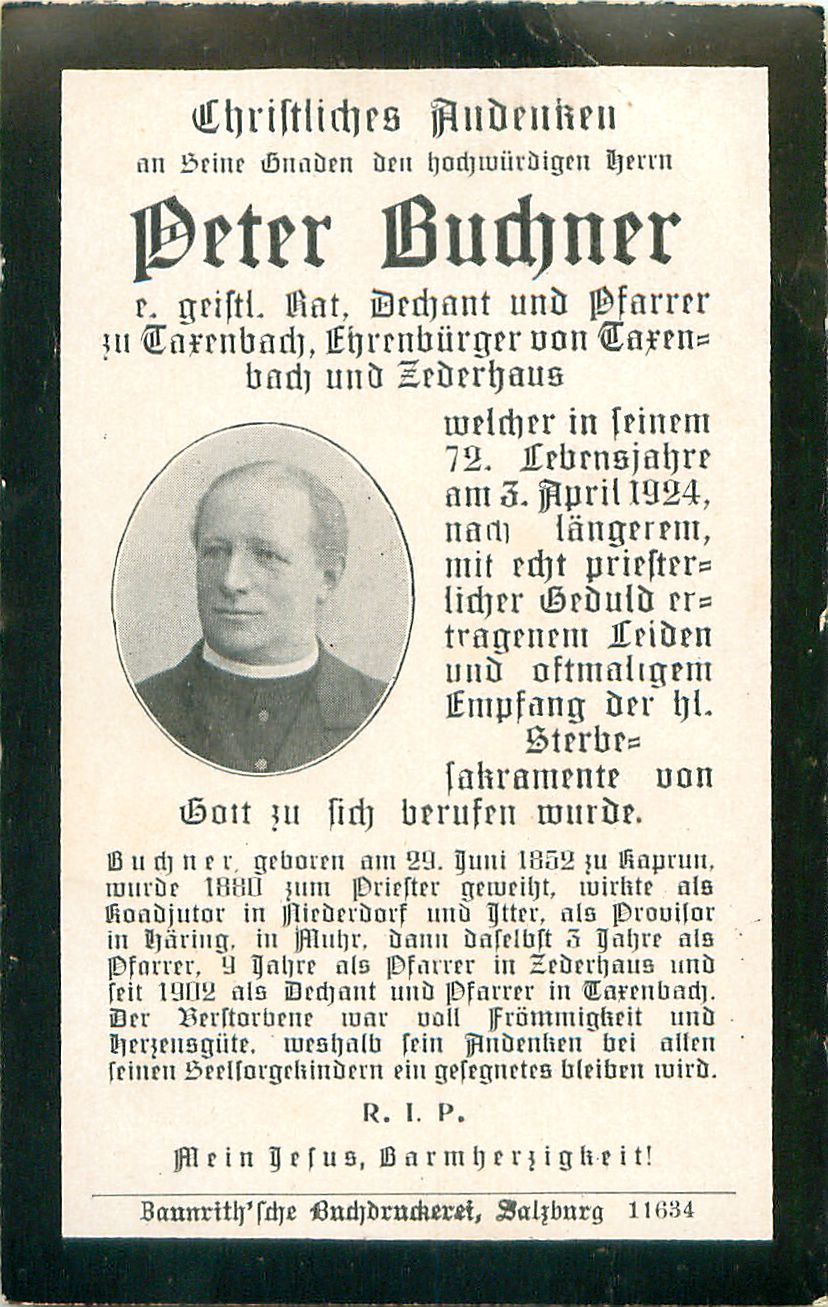 Christliches Andenken
an Seine Gnaden den hochwürdigen Herrn
Peter Buchner
e. geistl. Rat, Dechant und Pfarrer
zu Taxenbach, Ehrenbürger von Taxen=
bach und Zederhaus
welcher in seinem
72. Lebensjahre
am 3. April 1924,
nach längerem,
mit echt priester=
licher Geduld er=
tragenem Leiden
und oftmaligem
Empfang der hl.
Sterbe=
sakramente von
Gott zu sich berufen wurde.
Buchner, geboren am 29. Juni 1852 zu Kaprun,
wurde 1880 zum Priester geweiht, wirkte als
Koadjutor in Niederdorf und Itter, als Provisor
in Häring, in Muhr, dann daselbst 3 Jahre als
Pfarrer, 9 Jahre als Pfarrer in Zederhaus und
seit 1902 als Dechant und Pfarrer in Taxenbach.
Der Verstorbene war voll Frömmigkeit und
Herzensgüte, weshalb sein Andenken bei allen
seinen Seelsorgekindern ein gesegnetes bleiben wird.
R. I. P.
Mein Jesus, Barmherzigkeit!
Baunrith'sche Buchdruckerei, Salzburg 11634